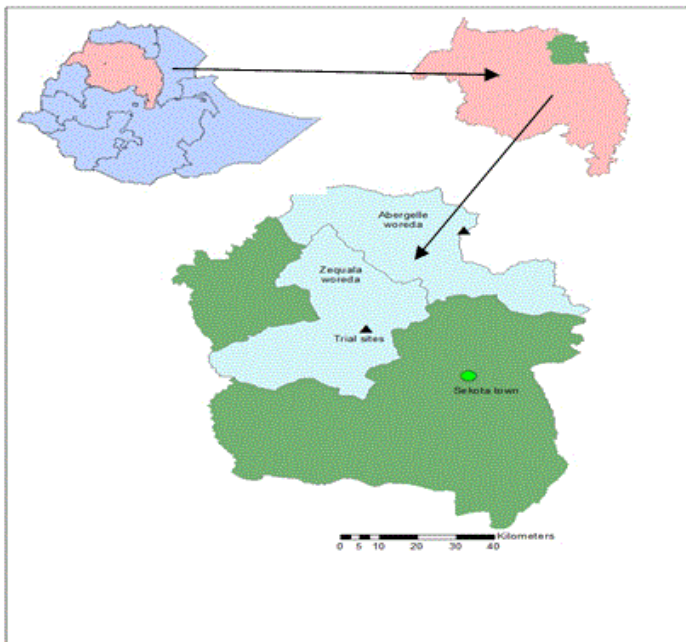 Abergelle
woreda
Zequala
woreda
Trial sites
Sekota town
Kilometers
0 5 10 20 30 40